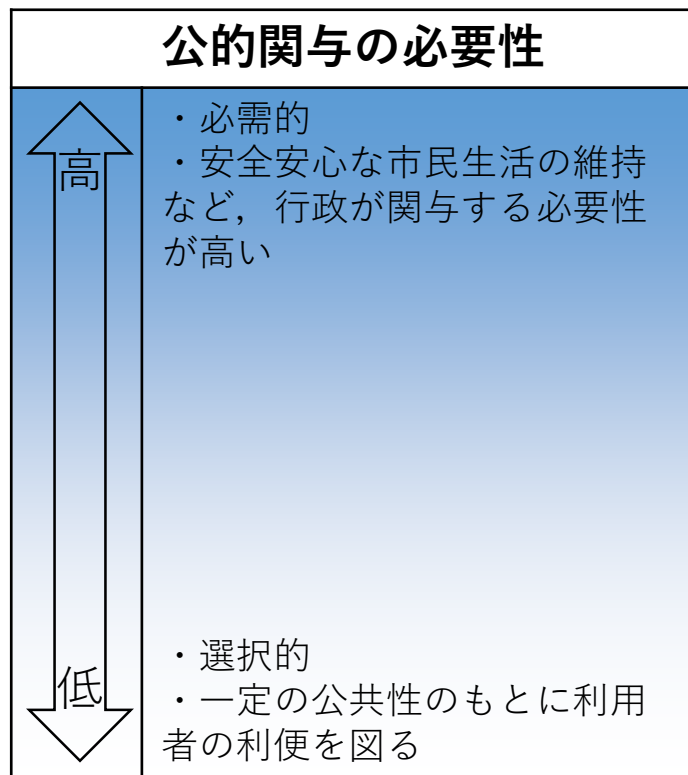 公的関与の必要性
高
・必需的
・安全安心な市民生活の維持
など，行政が関与する必要性
が高い
低
・選択的
・一定の公共性のもとに利用
者の利便を図る